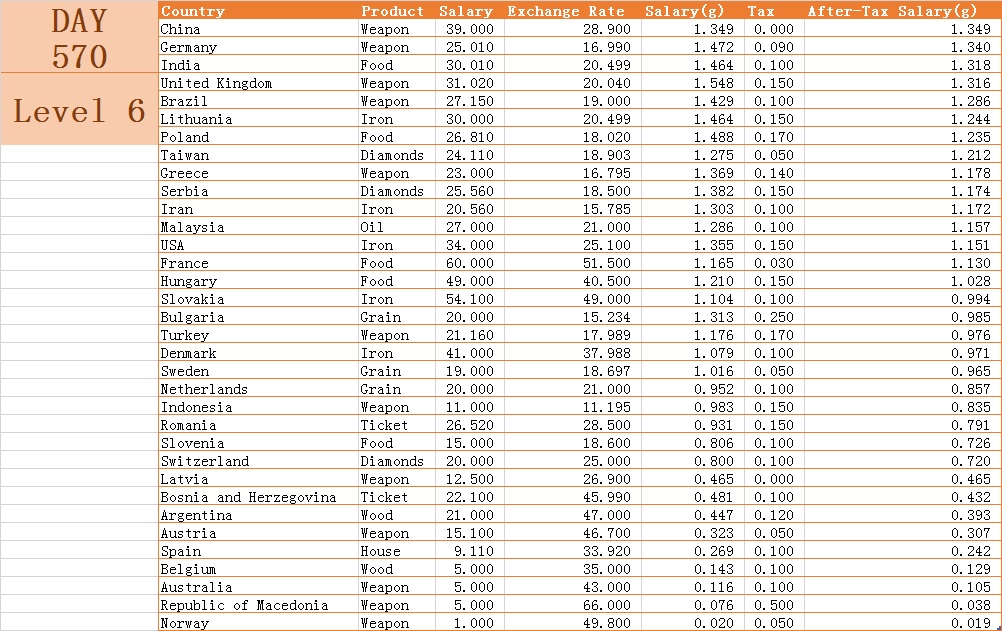 DAY
570
Level 6
Country Product Salary Exchange Rate Salary(g) Tax After-Tax Salary(g)
China Weapon 39.000 28.900 1.349 0.000 1.349
Germany Weapon 25.010 16.990 1.472 0.090 1.340
India Food 30.010 20.499 1.464 0.100 1.318
United Kingdom Weapon 31.020 20.040 1.548 0.150 1.316
Brazil Weapon 27.150 19.000 1.429 0.100 1.286
Lithuania Iron 30.000 20.499 1.464 0.150 1.244
Poland Food 26.810 18.020 1.488 0.170 1.235
Taiwan Diamonds 24.110 18.903 1.275 0.050 1.212
Greece Weapon 23.000 16.795 1.369 0.140 1.178
Serbia Diamonds 25.560 18.500 1.382 0.150 1.174
Iran Iron 20.560 15.785 1.303 0.100 1.172
Malaysia Oil 27.000 21.000 1.286 0.100 1.157
USA Iron 34.000 25.100 1.355 0.150 1.151
France Food 60.000 51.500 1.165 0.030 1.130
Hungary Food 49.000 40.500 1.210 0.150 1.028
Slovakia Iron 54.100 49.000 1.104 0.100 0.994
Bulgaria Grain 20.000 15.234 1.313 0.250 0.985
Turkey Weapon 21.160 17.989 1.176 0.170 0.976
Denmark Iron 41.000 37.988 1.079 0.100 0.971
Sweden Grain 19.000 18.697 1.016 0.050 0.965
Netherlands Grain 20.000 21.000 0.952 0.100 0.857
Indonesia Weapon 11.000 11.195 0.983 0.150 0.835
Romania Ticket 26.520 28.500 0.931 0.150 0.791
Slovenia Food 15.000 18.600 0.806 0.100 0.726
Switzerland Diamonds 20.000 25.000 0.800 0.100 0.720
Latvia Weapon 12.500 26.900 0.465 0.000 0.465
Bosnia and Herzegovina Ticket 22.100 45.990 0.481 0.100 0.432
Argentina Wood 21.000 47.000 0.447 0.120 0.393
Austria Weapon 15.100 46.700 0.323 0.050 0.307
Spain House 9.110 33.920 0.269 0.100 0.242
Belgium Wood 5.000 35.000 0.143 0.100 0.129
Australia Weapon 5.000 43.000 0.116 0.100 0.105
Republic of Macedonia Weapon 5.000 66.000 0.076 0.500 0.038
Norway Weapon 1.000 49.800 0.020 0.050 0.019